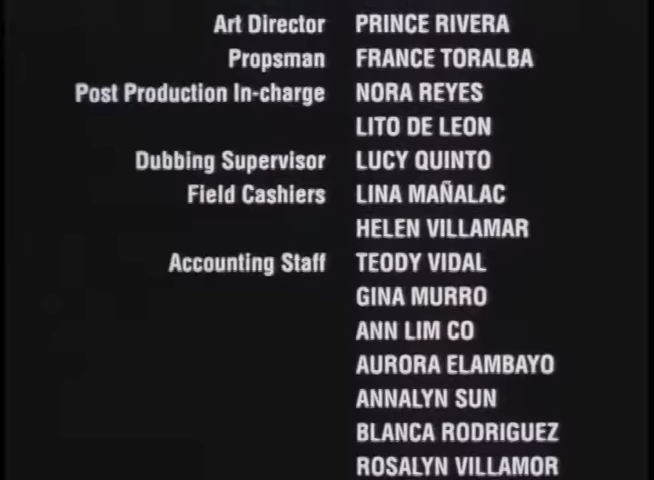 Art Director PRINCE RIVERA
Propsman FRANCE TORALBA
Post Production In-charge NORA REYES
LITO DE LEON
Dubbing Supervisor LUCY QUINTO
Field Cashiers LINA MAÑALAC
HELEN VILLAMAR
Accounting Staff TEODY VIDAL
GINA MURRO
ANN LIM CO
AURORA ELAMBAYO
ANNALYN SUN
BLANCA RODRIGUEZ
ROSALYN VILLAMOR